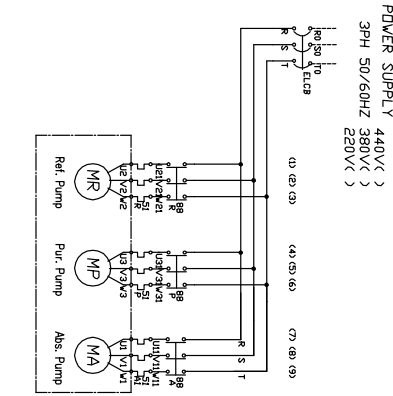 POWER SUPPLY 440V( )
3PH 50/60HZ 380V( )
220V( )
R0 S0 T0
R S T
ELCB
(1) (2) (3)
88
R
U21 V21 W21
51
R
U2 V2 W2
MR
Ref. Pump
(4) (5) (6)
88
P
U31 V31 W31
51
P
U3 V3 W3
MP
Pur. Pump
(7) (8) (9)
R S T
88
A
U11 V11 W11
51
A
U1 V1 W1
MA
Abs. Pump